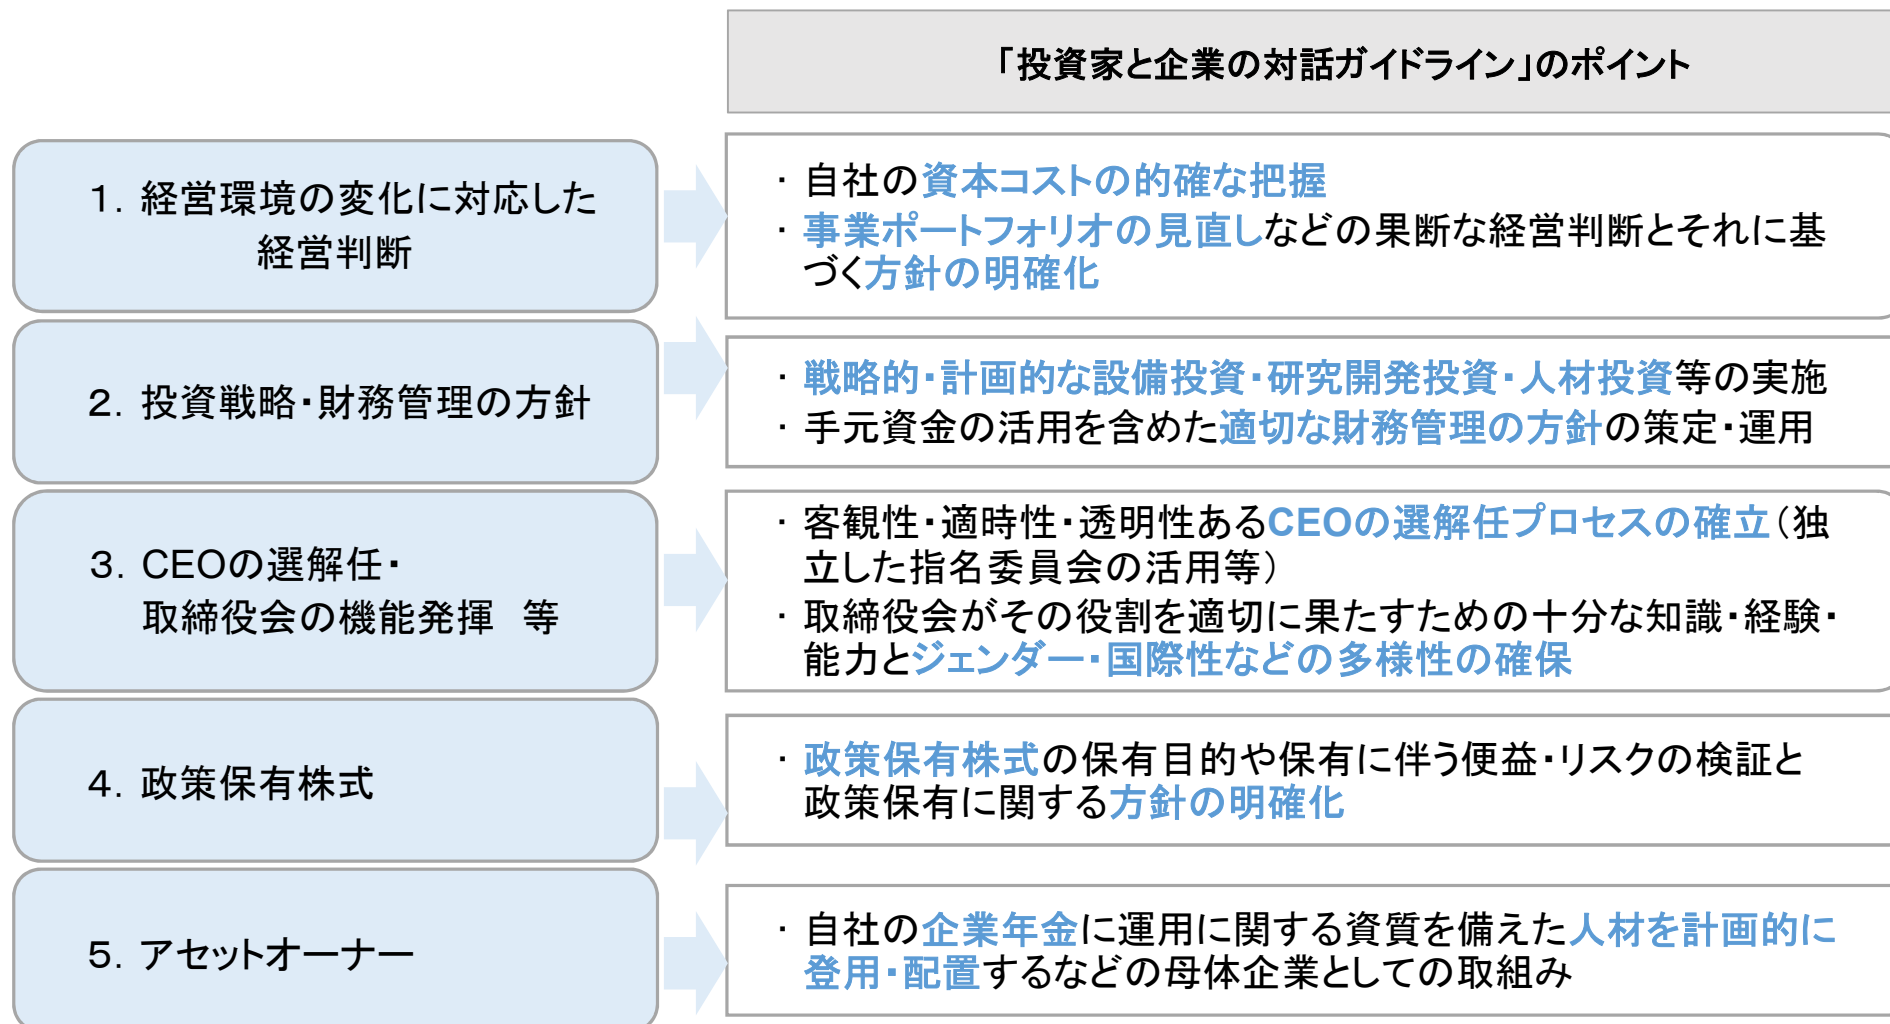 「投資家と企業の対話ガイドライン」のポイント
１．経営環境の変化に対応した
経営判断
・自社の資本コストの的確な把握
・事業ポートフォリオの見直しなどの果断な経営判断とそれに基
づく方針の明確化
２．投資戦略・財務管理の方針
・戦略的・計画的な設備投資・研究開発投資・人材投資等の実施
・手元資金の活用を含めた適切な財務管理の方針の策定・運用
３．CEOの選解任・
取締役会の機能発揮　等
・客観性・適時性・透明性あるCEOの選解任プロセスの確立（独
立した指名委員会の活用等）
・取締役会がその役割を適切に果たすための十分な知識・経験・
能力とジェンダー・国際性などの多様性の確保
４．政策保有株式
・政策保有株式の保有目的や保有に伴う便益・リスクの検証と
政策保有に関する方針の明確化
５．アセットオーナー
・自社の企業年金に運用に関する資質を備えた人材を計画的に
登用・配置するなどの母体企業としての取組み